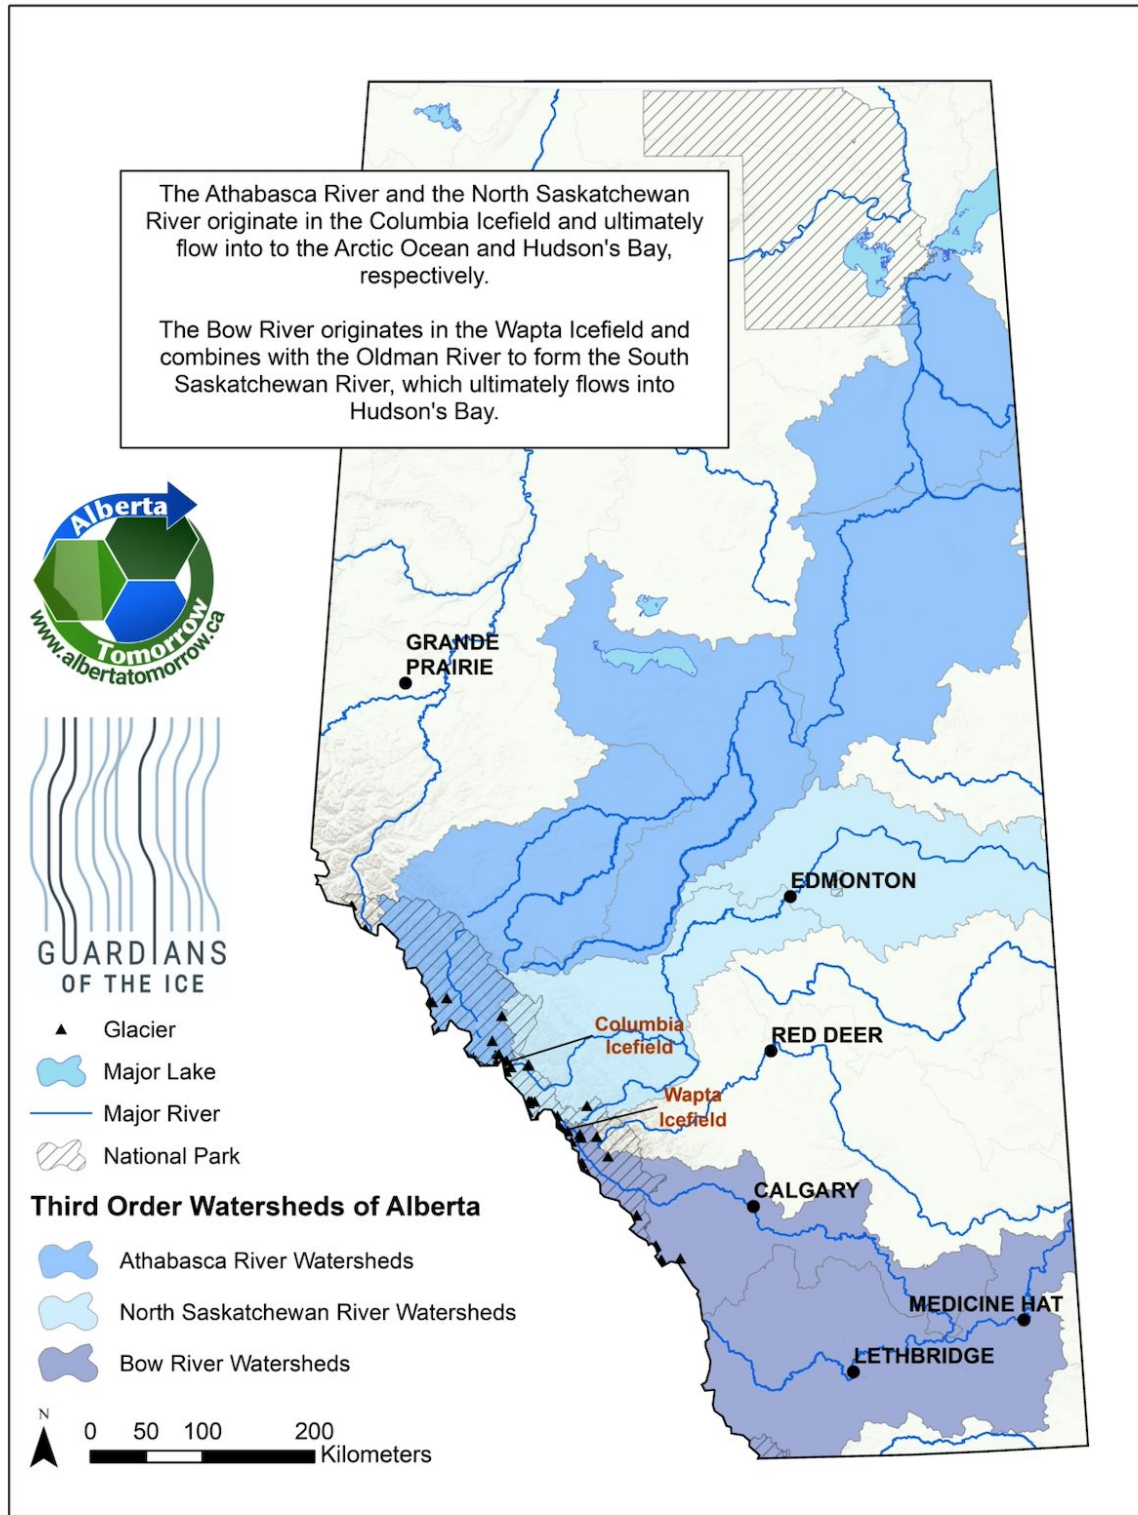 The Athabasca River and the North Saskatchewan
River originate in the Columbia Icefield and ultimately
flow into to the Arctic Ocean and Hudson's Bay,
respectively.
The Bow River originates in the Wapta Icefield and
combines with the Oldman River to form the South
Saskatchewan River, which ultimately flows into
Hudson's Bay.
Alberta
Tomorrow
www.albertatomorrow.ca
GRANDE
PRAIRIE
GUARDIANS
OF THE ICE
EDMONTON
Columbia
Icefield
RED DEER
Wapta
Icefield
CALGARY
MEDICINE HAT
LETHBRIDGE
Glacier
Major Lake
Major River
National Park
Third Order Watersheds of Alberta
Athabasca River Watersheds
North Saskatchewan River Watersheds
Bow River Watersheds
N
0 50 100 200
Kilometers